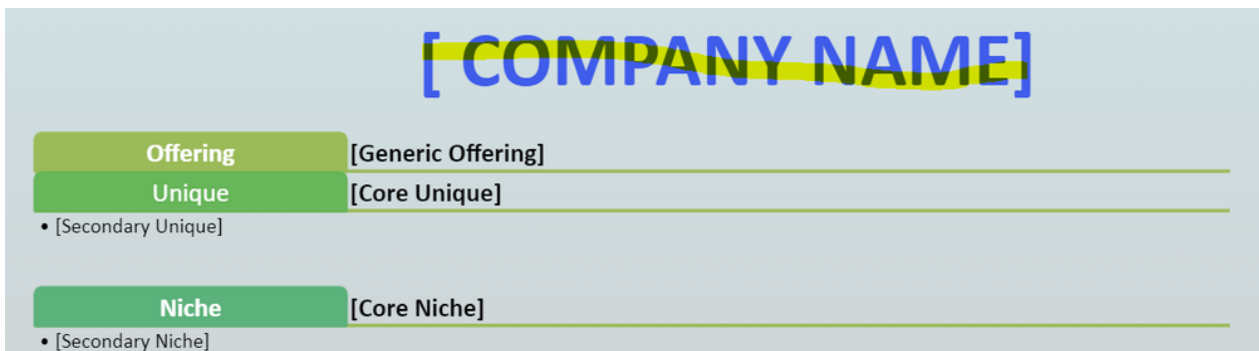 [ COMPANY NAME]
Offering [Generic Offering]
Unique [Core Unique]
• [Secondary Unique]
Niche [Core Niche]
• [Secondary Niche]